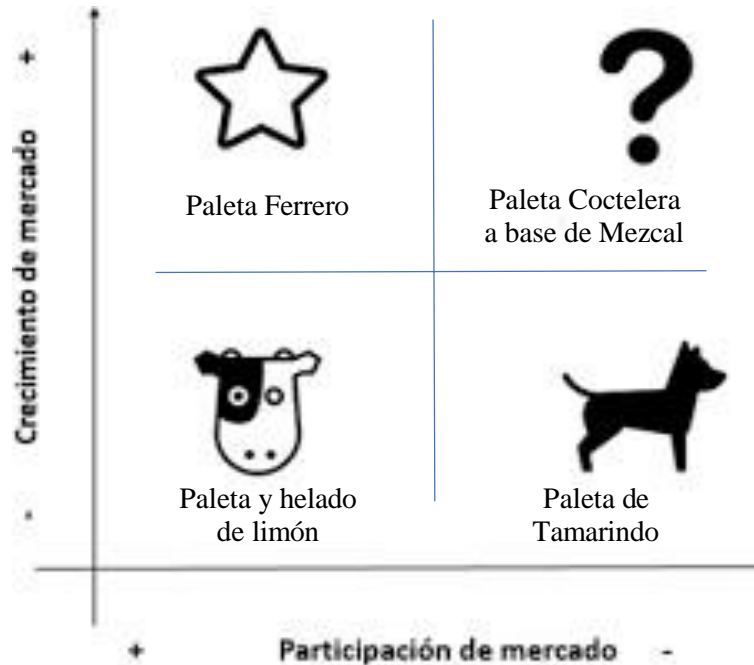 +
Crecimiento de mercado
-
?
Paleta Ferrero
Paleta Coctelera
a base de Mezcal
Paleta y helado
de limón
Paleta de
Tamarindo
+ Participación de mercado -